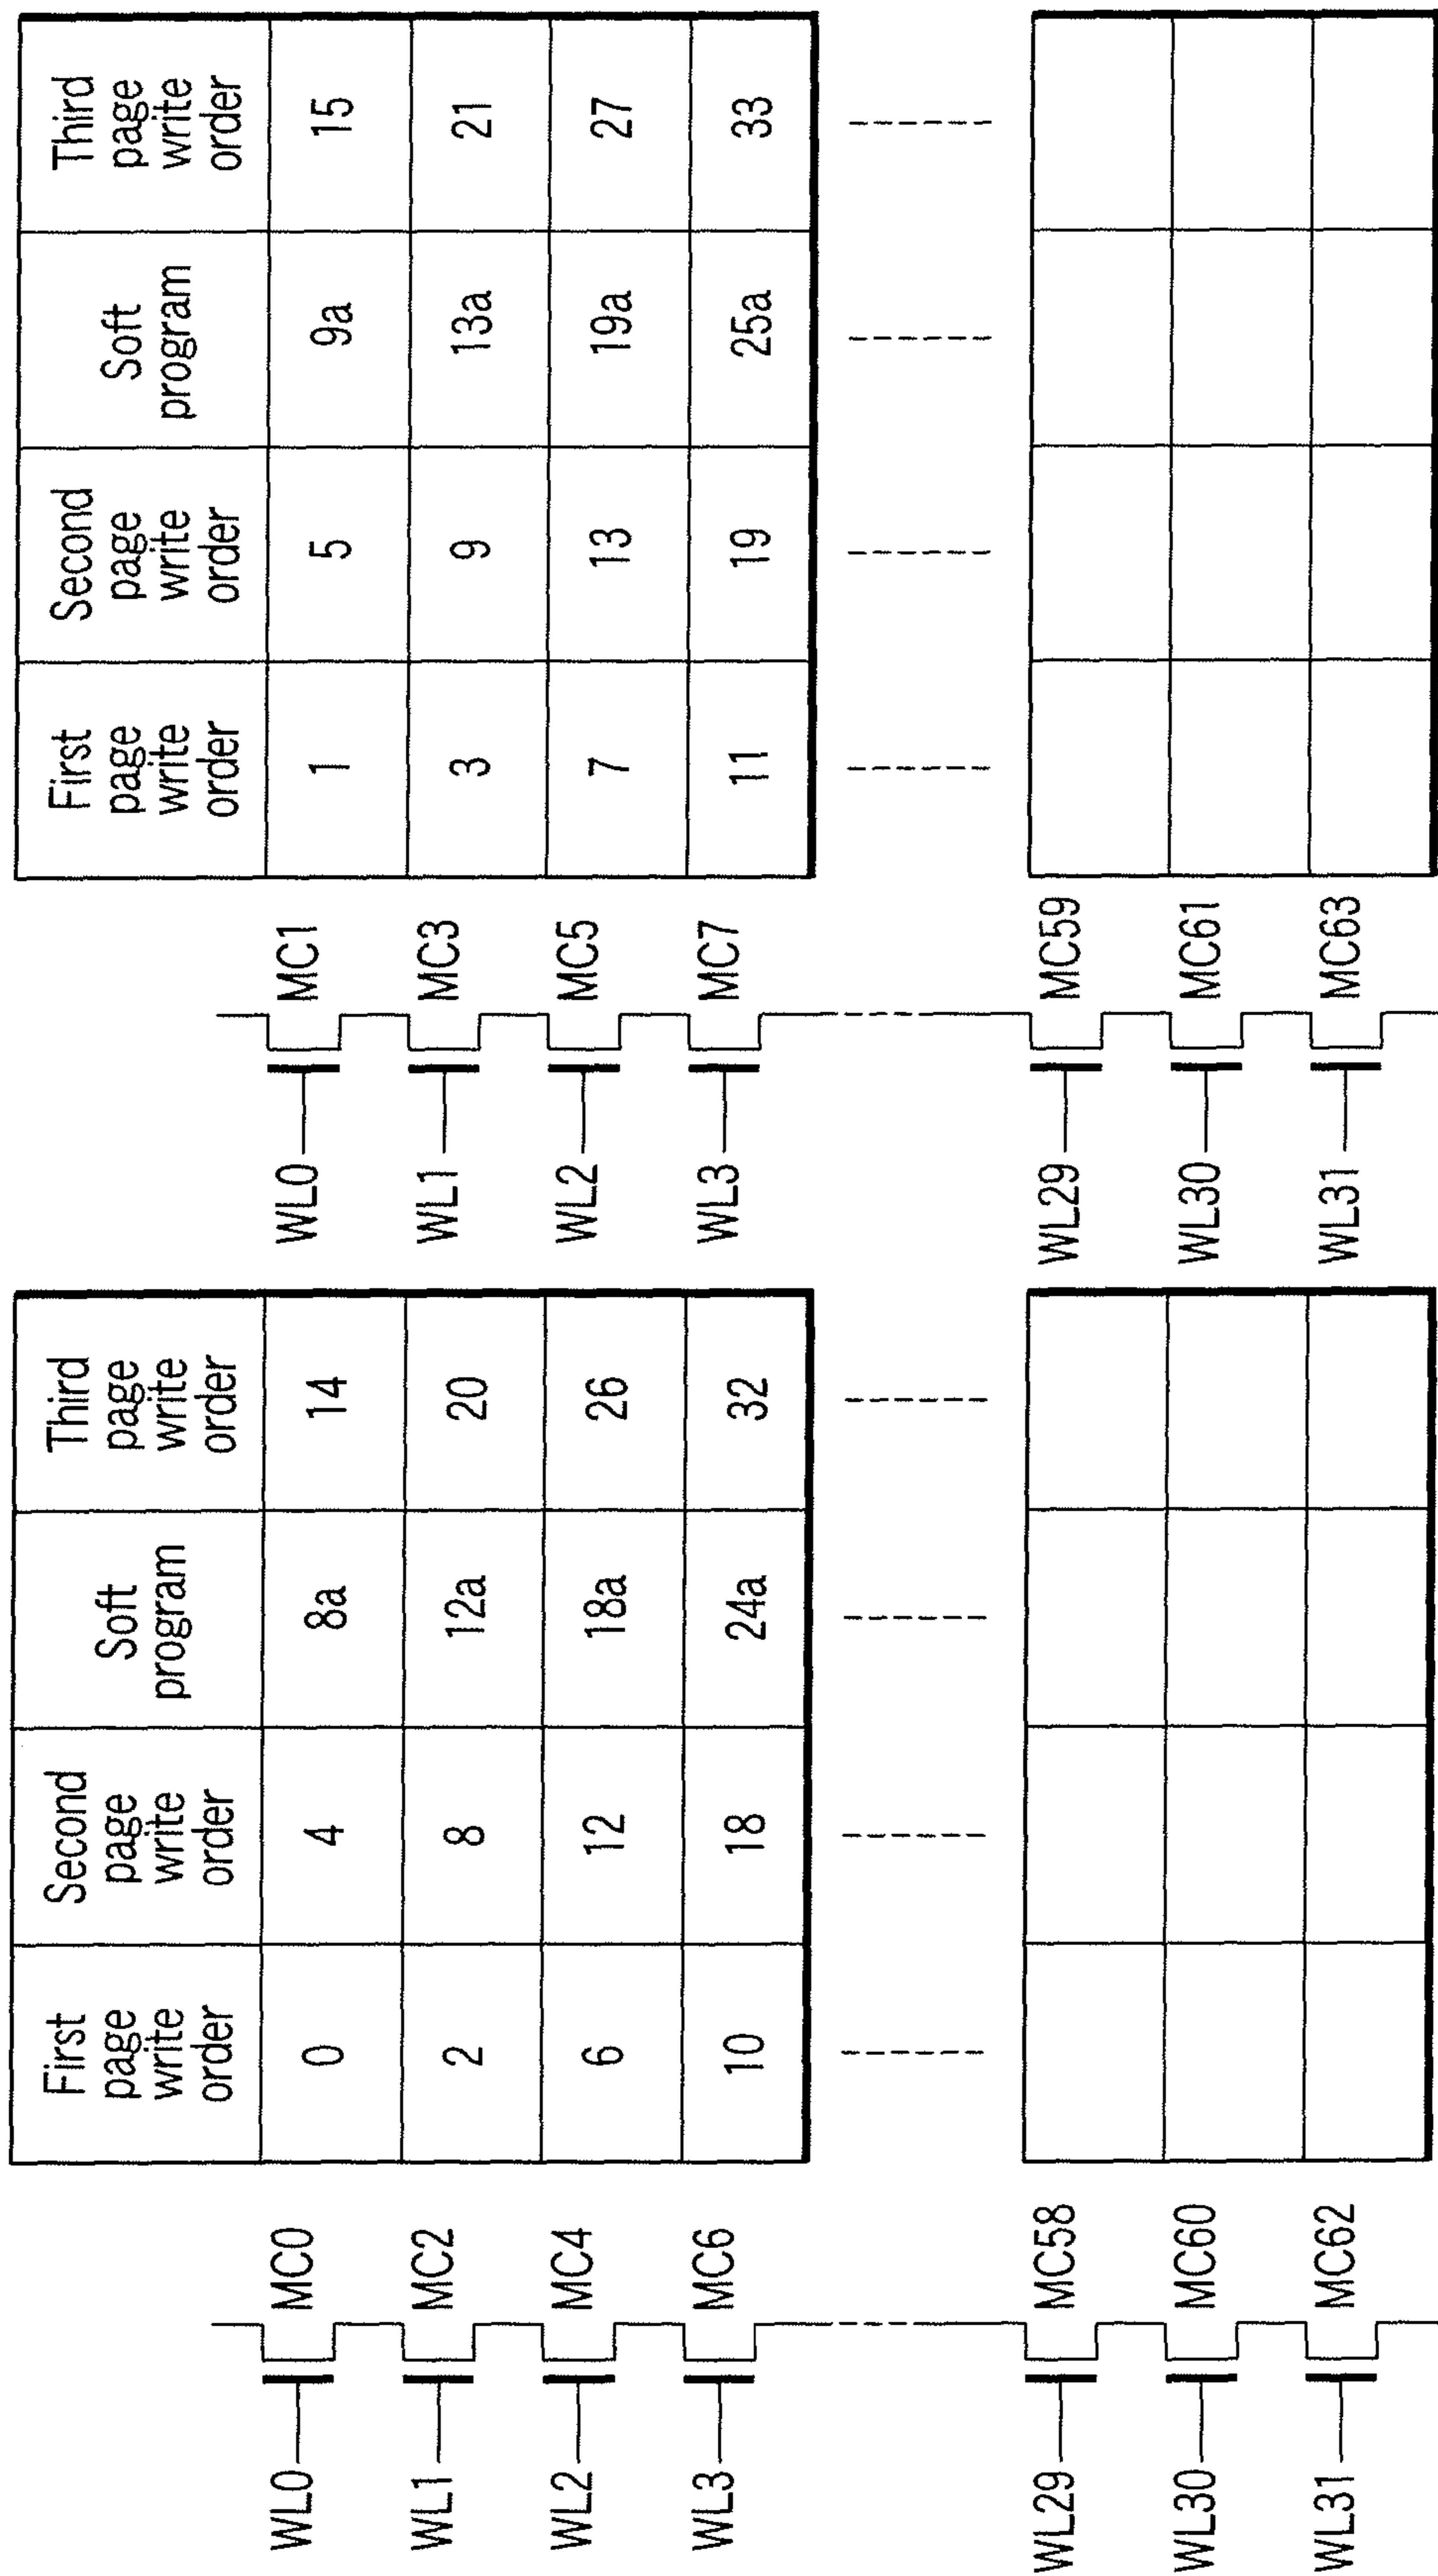 First page write order
Second page write order
Soft program
Third page write order
WL0 MC0 0 4 8a 14
WL1 MC2 2 8 12a 20
WL2 MC4 6 12 18a 26
WL3 MC6 10 18 24a 32
WL29 MC58
WL30 MC60
WL31 MC62
First page write order
Second page write order
Soft program
Third page write order
WL0 MC1 1 5 9a 15
WL1 MC3 3 9 13a 21
WL2 MC5 7 13 19a 27
WL3 MC7 11 19 25a 33
WL29 MC59
WL30 MC61
WL31 MC63